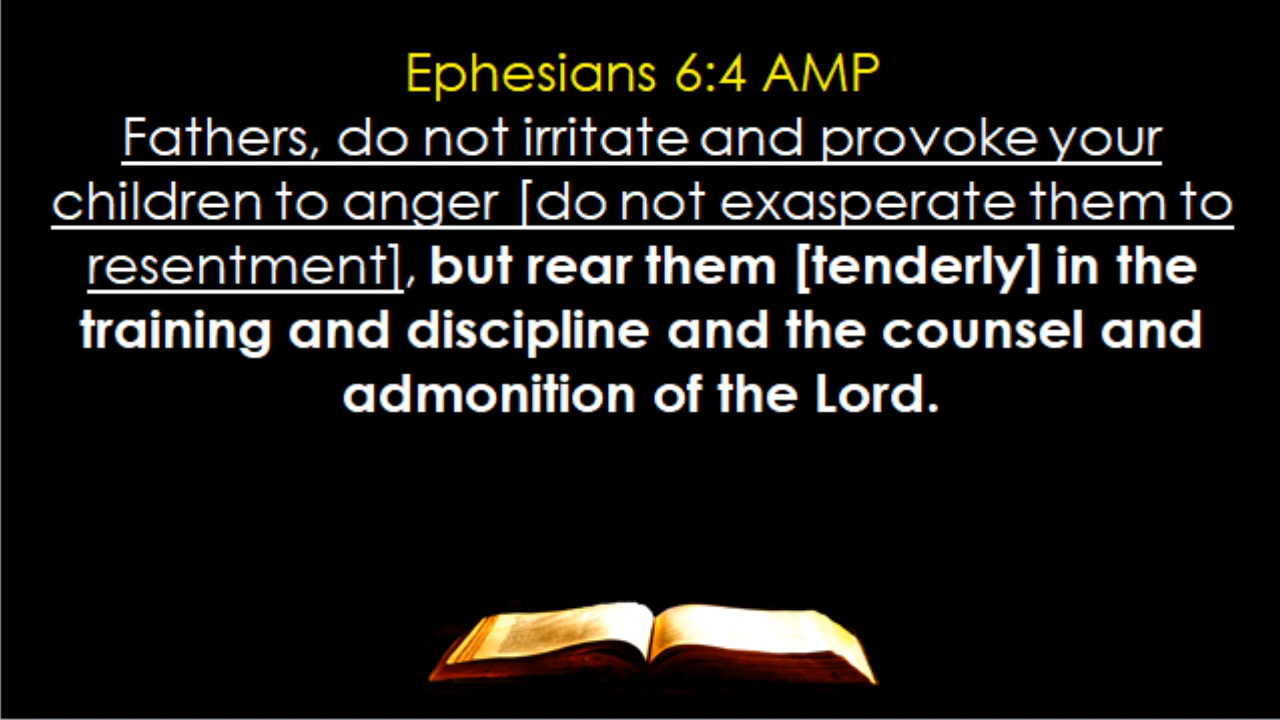 Ephesians 6:4 AMP
Fathers, do not irritate and provoke your
children to anger [do not exasperate them to
resentment], but rear them [tenderly] in the
training and discipline and the counsel and
admonition of the Lord.